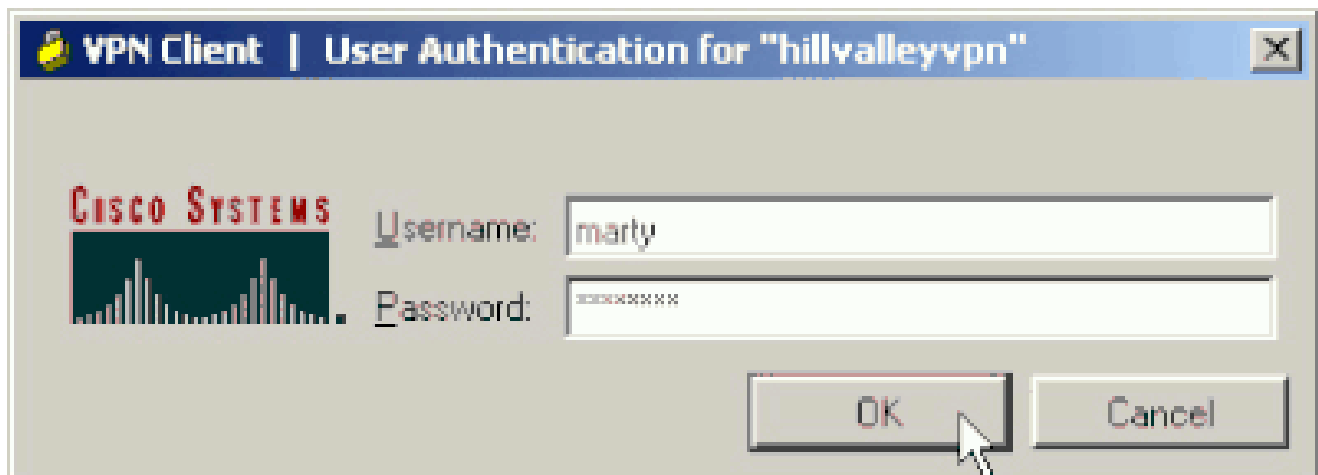 VPN Client | User Authentication for "hillvalleyvpn"
CISCO SYSTEMS
Username: marty
Password: ********
OK Cancel